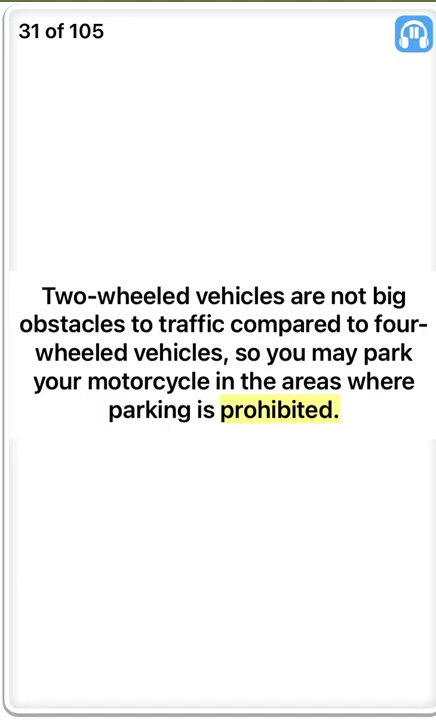 31 of 105
Two-wheeled vehicles are not big
obstacles to traffic compared to four-
wheeled vehicles, so you may park
your motorcycle in the areas where
parking is prohibited.